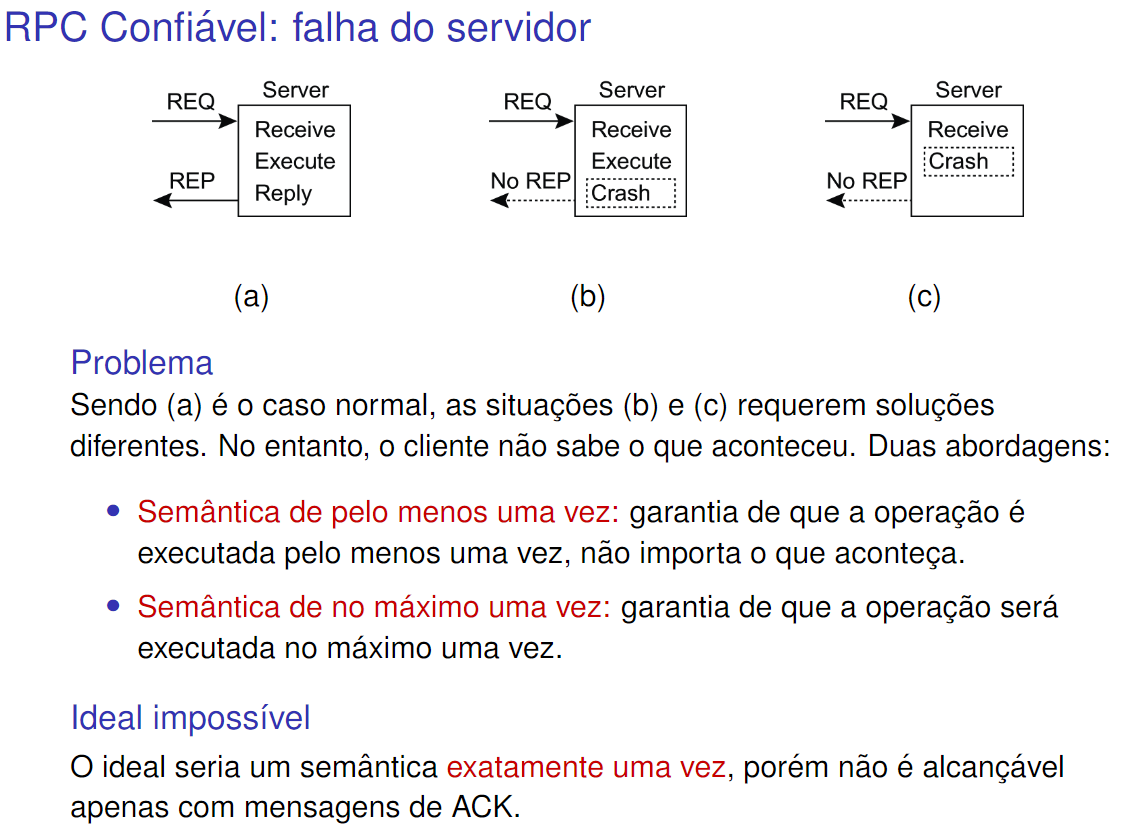 RPC Confiável: falha do servidor
Server
REQ
Receive
Execute
REP
Reply
(a)
Server
REQ
Receive
Execute
No REP
Crash
(b)
Server
REQ
Receive
Crash
No REP
(c)
Problema
Sendo (a) é o caso normal, as situações (b) e (c) requerem soluções
diferentes. No entanto, o cliente não sabe o que aconteceu. Duas abordagens:
• Semântica de pelo menos uma vez: garantia de que a operação é
executada pelo menos uma vez, não importa o que aconteça.
• Semântica de no máximo uma vez: garantia de que a operação será
executada no máximo uma vez.
Ideal impossível
O ideal seria um semântica exatamente uma vez, porém não é alcançável
apenas com mensagens de ACK.